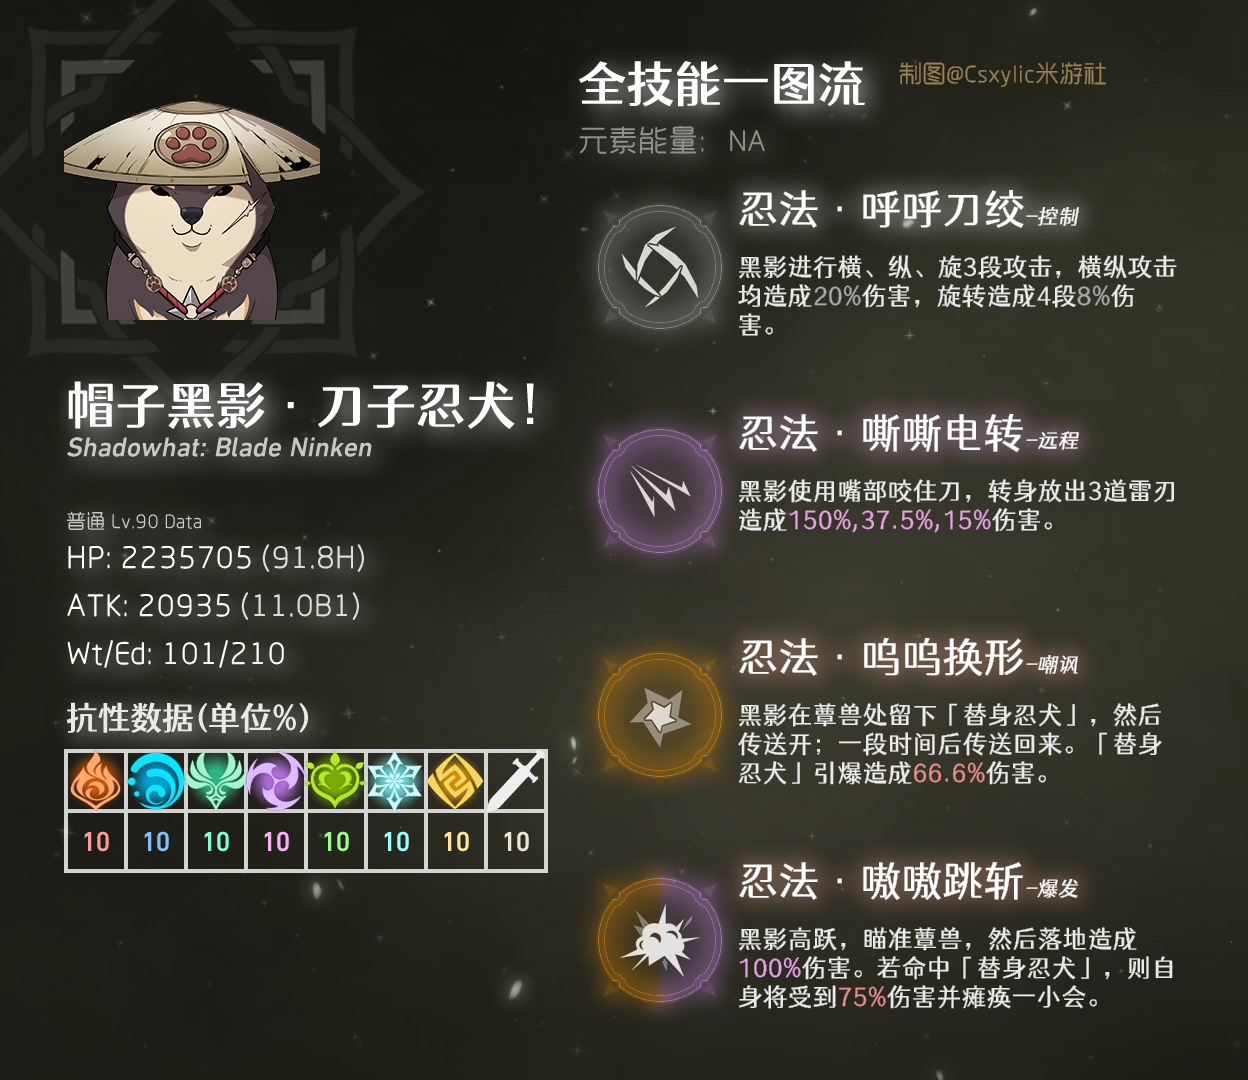 全技能一图流
制图@Csxylic米游社
元素能量： NA
帽子黑影·刀子忍犬！
Shadowhat: Blade Ninken
普通 Lv.90 Data
HP: 2235705 (91.8H)
ATK: 20935 (11.0B1)
Wt/Ed: 101/210
抗性数据(单位%)
10 10 10 10 10 10 10 10
忍法·呼呼刀绞-控制
黑影进行横、纵、旋3段攻击，横纵攻击
均造成20%伤害，旋转造成4段8%伤
害。
忍法·嘶嘶电转-远程
黑影使用嘴部咬住刀，转身放出3道雷刃
造成150%,37.5%,15%伤害。
忍法·呜呜换形-嘲讽
黑影在蕈兽处留下「替身忍犬」，然后
传送开；一段时间后传送回来。「替身
忍犬」引爆造成66.6%伤害。
忍法·嗷嗷跳斩-爆发
黑影高跃，瞄准蕈兽，然后落地造成
100%伤害。若命中「替身忍犬」，则自
身将受到75%伤害并瘫痪一小会。